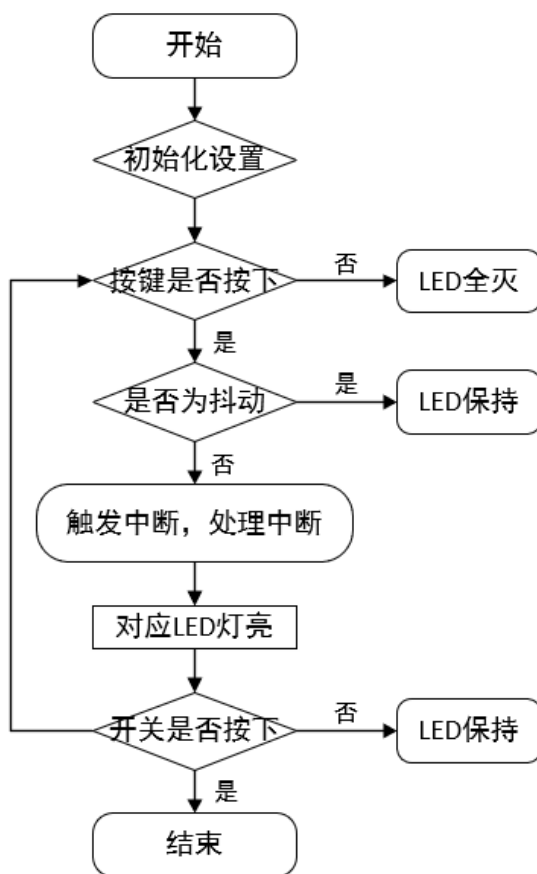 开始
初始化设置
按键是否按下
否
LED全灭
是
是否为抖动
是
LED保持
否
触发中断，处理中断
对应LED灯亮
开关是否按下
否
LED保持
是
结束